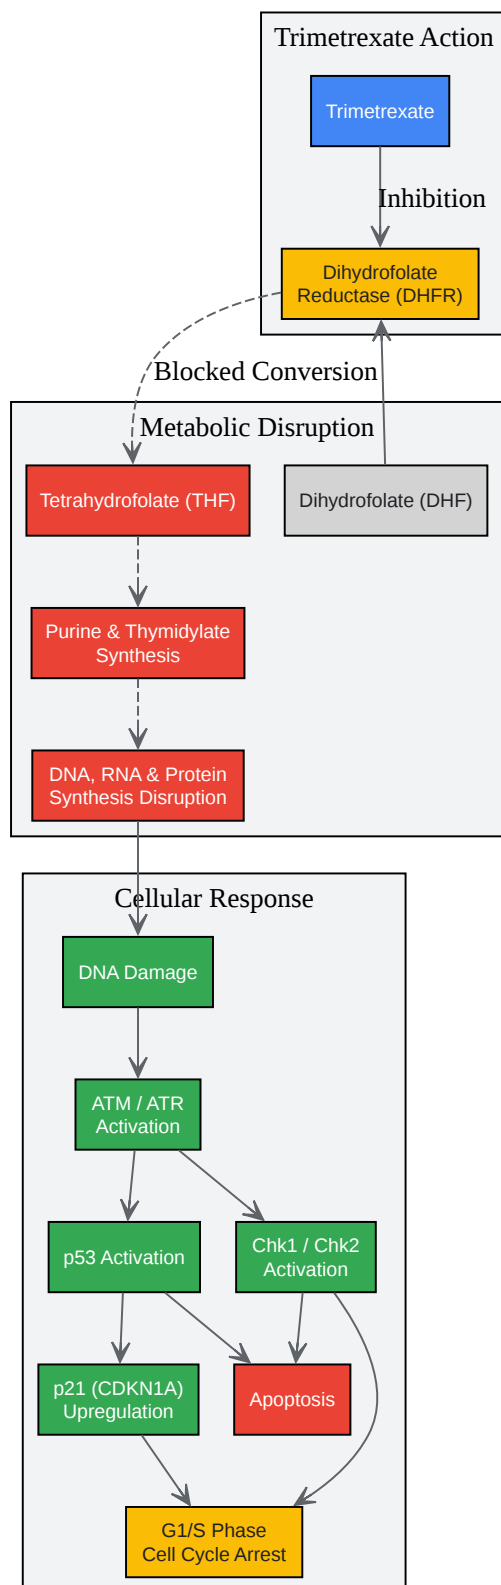 Trimetrexate Action
Trimetrexate
Inhibition
Dihydrofolate
Reductase (DHFR)
Blocked Conversion
Metabolic Disruption
Tetrahydrofolate (THF)
Dihydrofolate (DHF)
Purine & Thymidylate
Synthesis
DNA, RNA & Protein
Synthesis Disruption
Cellular Response
DNA Damage
ATM / ATR
Activation
p53 Activation
Chk1 / Chk2
Activation
p21 (CDKN1A)
Upregulation
Apoptosis
G1/S Phase
Cell Cycle Arrest